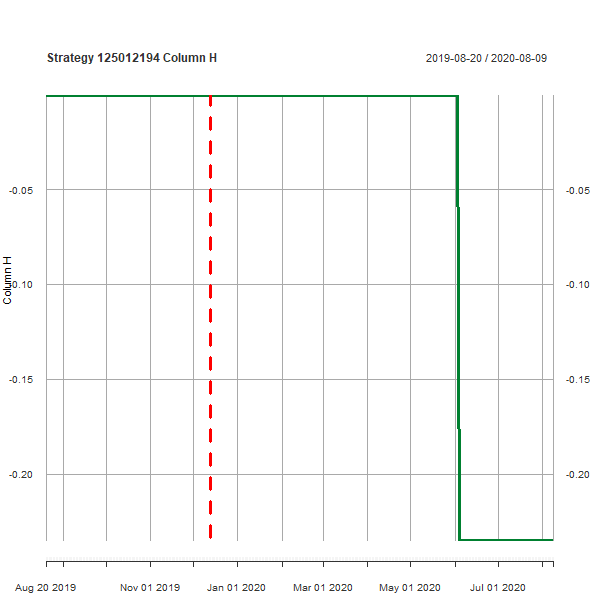 Strategy 125012194 Column H
2019-08-20 / 2020-08-09
-0.05
-0.05
Column H
-0.10
-0.10
-0.15
-0.15
-0.20
-0.20
Aug 20 2019
Nov 01 2019
Jan 01 2020
Mar 01 2020
May 01 2020
Jul 01 2020